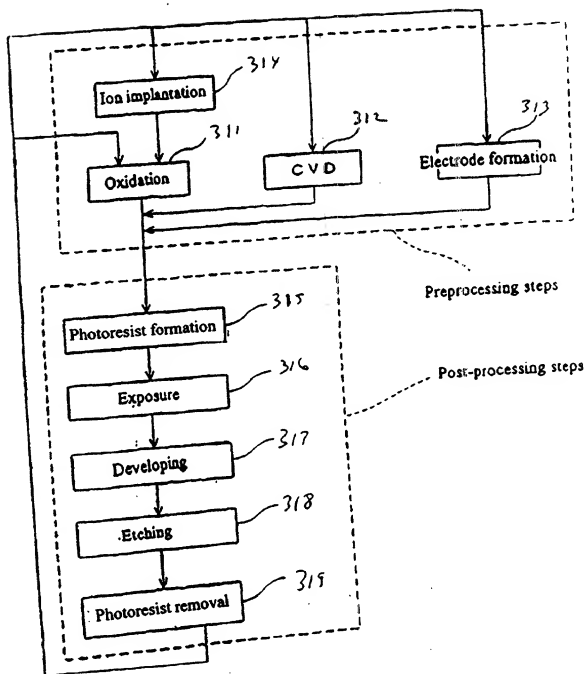 314
Ion implantation
311
Oxidation
312
CVD
313
Electrode formation
Preprocessing steps
315
Photoresist formation
316
Exposure
Post-processing steps
317
Developing
318
Etching
319
Photoresist removal